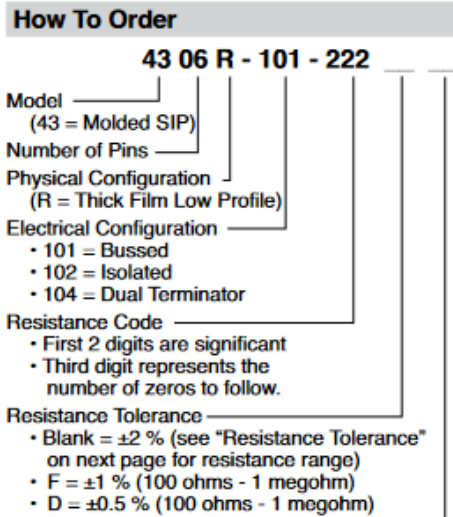 How To Order
43 06 R - 101 - 222 __ __
Model
(43 = Molded SIP)
Number of Pins
Physical Configuration
(R = Thick Film Low Profile)
Electrical Configuration
• 101 = Bussed
• 102 = Isolated
• 104 = Dual Terminator
Resistance Code
• First 2 digits are significant
• Third digit represents the
number of zeros to follow.
Resistance Tolerance
• Blank = ±2 % (see “Resistance Tolerance”
on next page for resistance range)
• F = ±1 % (100 ohms - 1 megohm)
• D = ±0.5 % (100 ohms - 1 megohm)